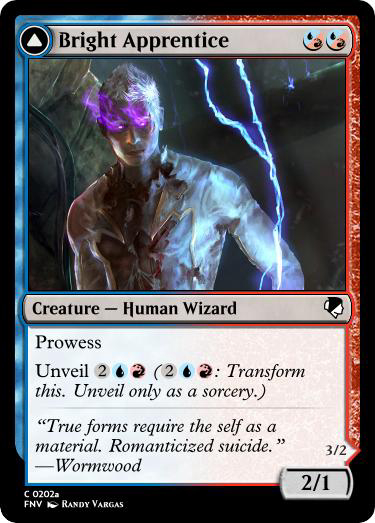 Bright Apprentice
Creature — Human Wizard
Prowess
Unveil 2 (2: Transform
this. Unveil only as a sorcery.)
“True forms require the self as a
material. Romanticized suicide.”
—Wormwood
3/2
2/1
C 0202a
FNV Randy Vargas